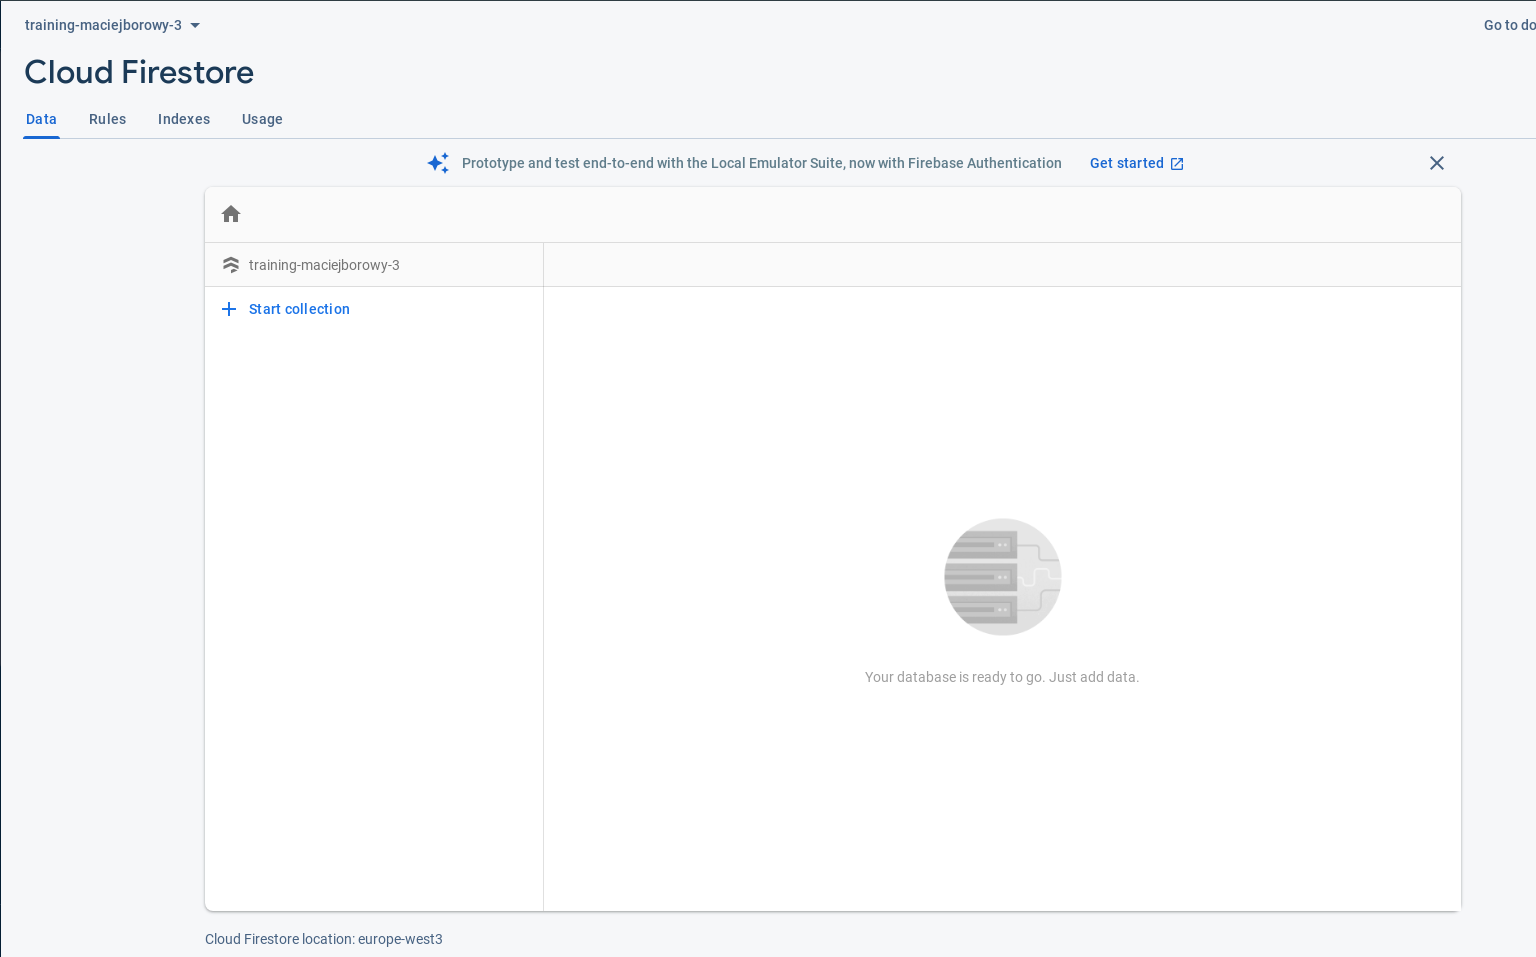 training-maciejborowy-3
Go to do
Cloud Firestore
Data Rules Indexes Usage
Prototype and test end-to-end with the Local Emulator Suite, now with Firebase Authentication Get started
training-maciejborowy-3
Start collection
Your database is ready to go. Just add data.
Cloud Firestore location: europe-west3